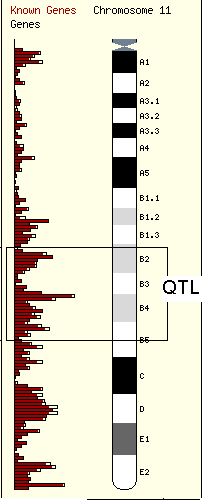 Known Genes Chromosome 11
Genes
A1
A2
A3.1
A3.2
A3.3
A4
A5
B1.1
B1.2
B1.3
B2
B3
QTL
B4
B5
C
D
E1
E2